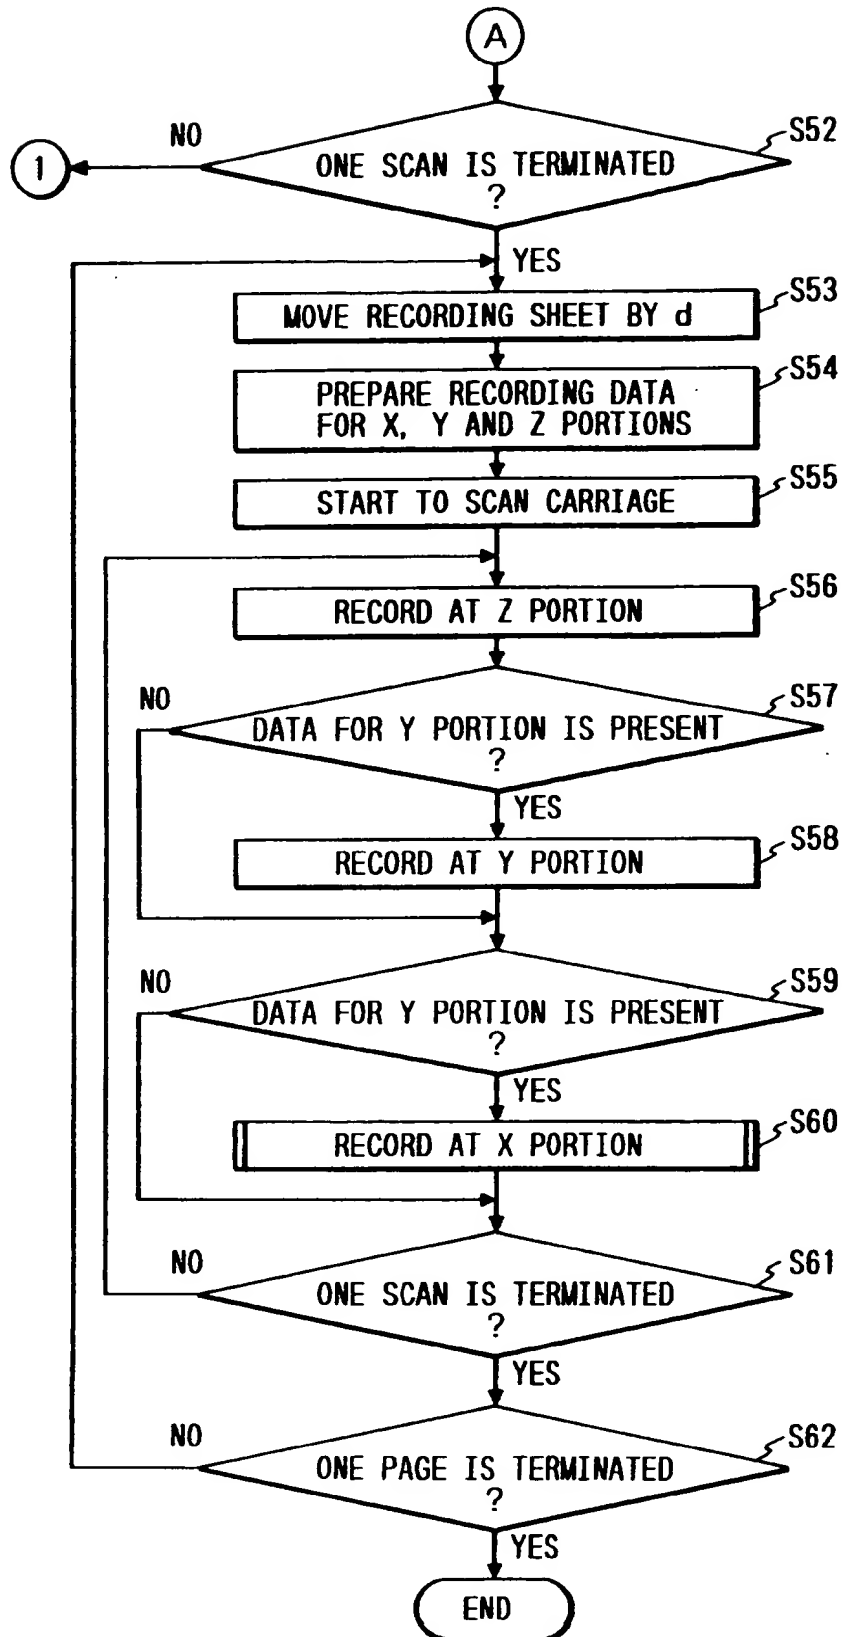 A
S52
NO
1
ONE SCAN IS TERMINATED
?
YES
S53
MOVE RECORDING SHEET BY d
S54
PREPARE RECORDING DATA
FOR X, Y AND Z PORTIONS
S55
START TO SCAN CARRIAGE
S56
RECORD AT Z PORTION
S57
NO
DATA FOR Y PORTION IS PRESENT
?
YES
S58
RECORD AT Y PORTION
S59
NO
DATA FOR Y PORTION IS PRESENT
?
YES
S60
RECORD AT X PORTION
S61
NO
ONE SCAN IS TERMINATED
?
YES
S62
NO
ONE PAGE IS TERMINATED
?
YES
END